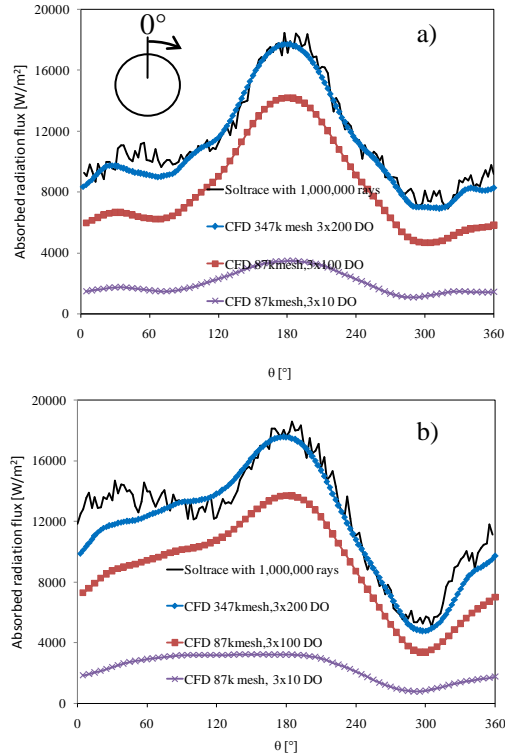 20000
16000
12000
8000
4000
0
0 60 120 180 240 300 360
Absorbed radiation flux [W/m²]
θ [°]
0°
a)
Soltrace with 1,000,000 rays
CFD 347k mesh 3x200 DO
CFD 87kmesh,3x100 DO
CFD 87kmesh,3x10 DO
20000
16000
12000
8000
4000
0
0 60 120 180 240 300 360
Absorbed radiation flux [W/m²]
θ [°]
b)
Soltrace with 1,000,000 rays
CFD 347kmesh,3x200 DO
CFD 87kmesh,3x100 DO
CFD 87k mesh, 3x10 DO